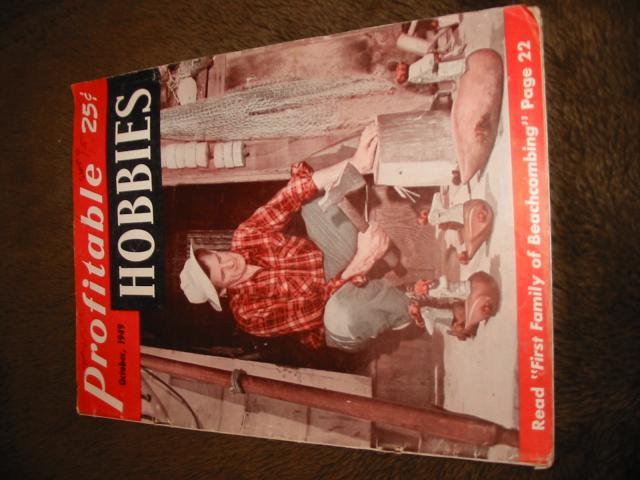 Profitable 25¢
HOBBIES
October, 1949
Read "First Family of Beachcombing" Page 22